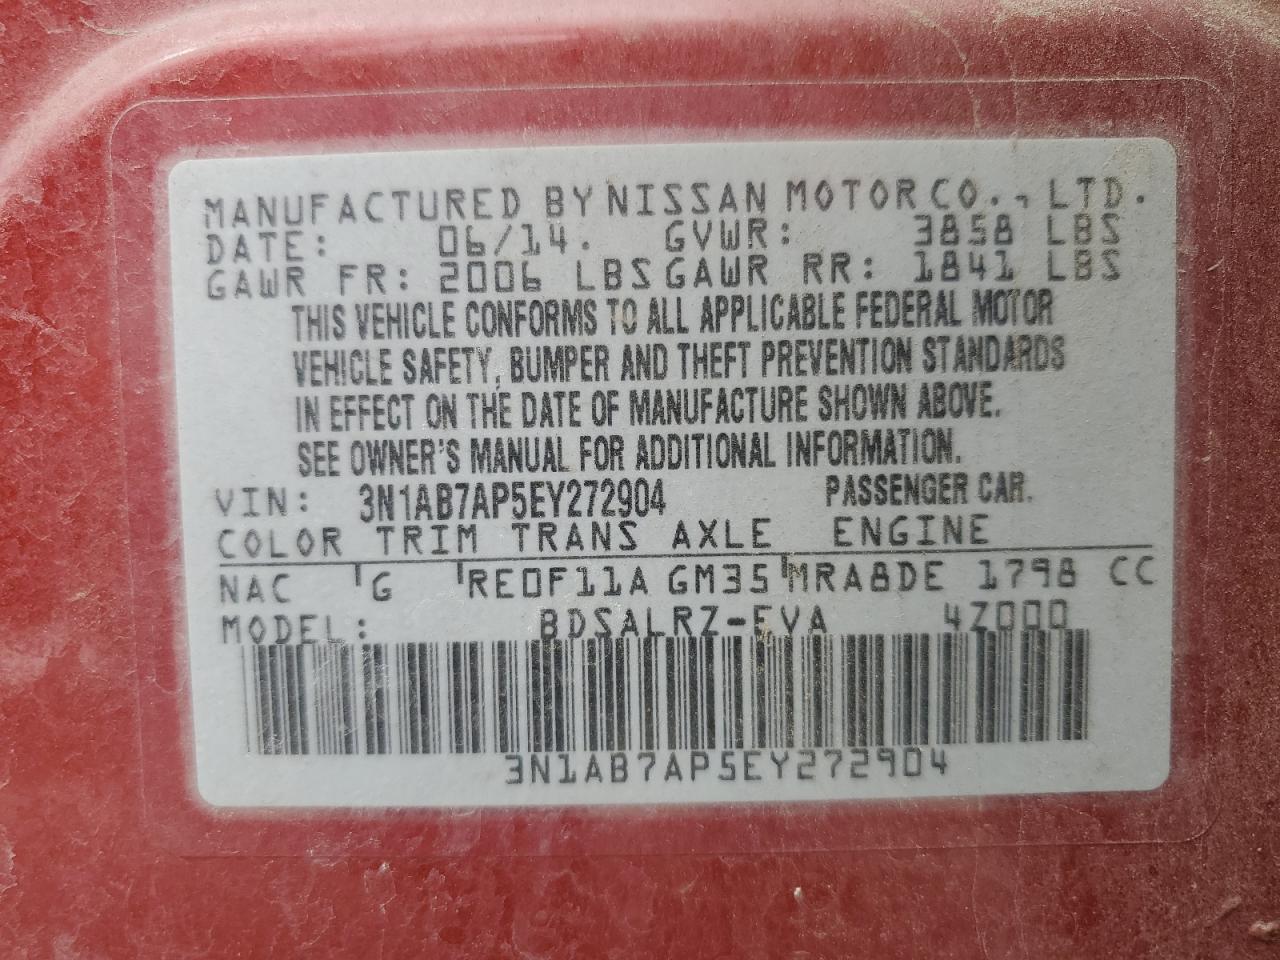 MANUFACTURED BY NISSAN MOTOR CO., LTD.
DATE: 06/14. GVWR: 3858 LBS
GAWR FR: 2006 LBS GAWR RR: 1841 LBS
THIS VEHICLE CONFORMS TO ALL APPLICABLE FEDERAL MOTOR
VEHICLE SAFETY, BUMPER AND THEFT PREVENTION STANDARDS
IN EFFECT ON THE DATE OF MANUFACTURE SHOWN ABOVE.
SEE OWNER'S MANUAL FOR ADDITIONAL INFORMATION.
VIN: 3N1AB7AP5EY272904 PASSENGER CAR.
COLOR TRIM TRANS AXLE ENGINE
NAC G RE0F11A GM35 MRA8DE 1798 CC
MODEL: BDSALRZ-EVA 4Z000
3N1AB7AP5EY272904